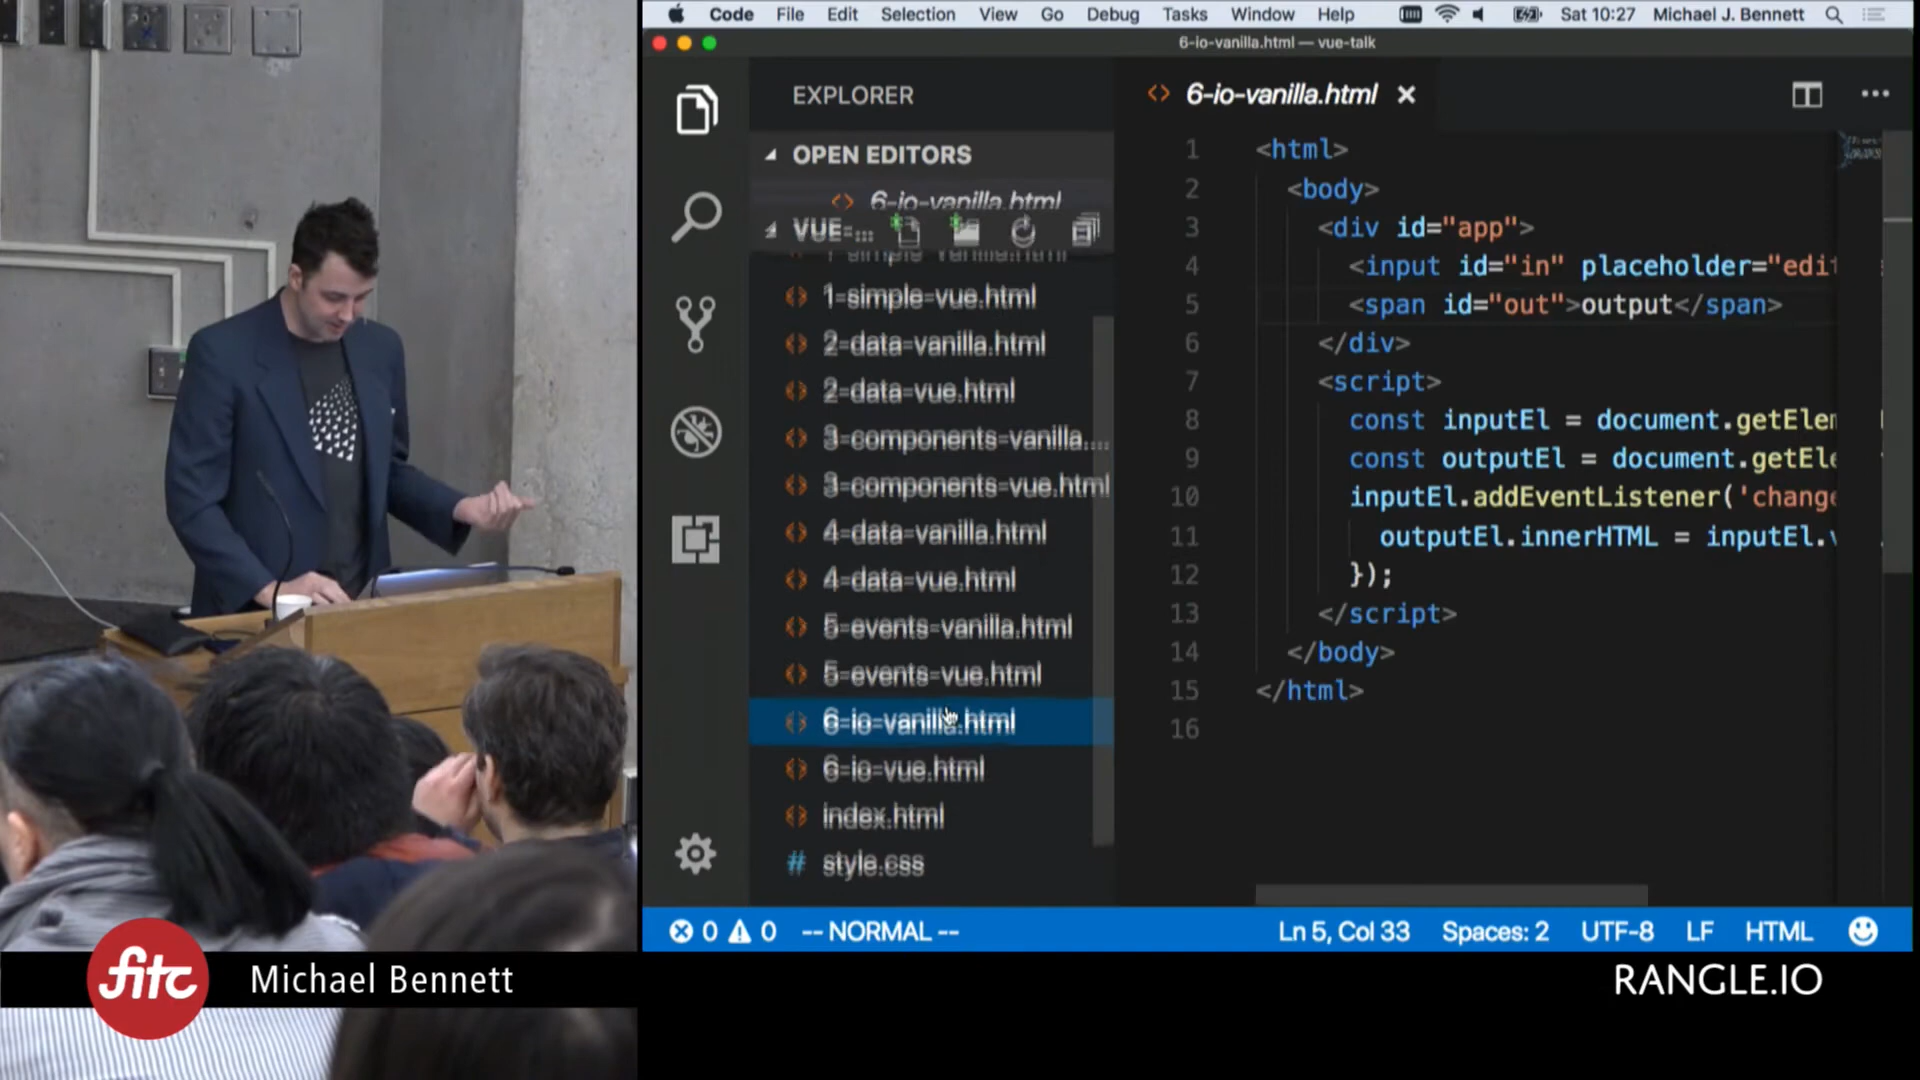 Code File Edit Selection View Go Debug Tasks Window Help Sat 10:27 Michael J. Bennett
6-io-vanilla.html — vue-talk
EXPLORER
OPEN EDITORS
6-io-vanilla.html
VUE-...
1-simple-vanilla.html
1-simple-vue.html
2-data-vanilla.html
2-data-vue.html
3-components-vanilla....
3-components-vue.html
4-data-vanilla.html
4-data-vue.html
5-events-vanilla.html
5-events-vue.html
6-io-vanilla.html
6-io-vue.html
index.html
# style.css
6-io-vanilla.html
1 <html>
2 <body>
3 <div id="app">
4 <input id="in" placeholder="edit
5 <span id="out">output</span>
6 </div>
7 <script>
8 const inputEl = document.getElem
9 const outputEl = document.getEle
10 inputEl.addEventListener('change
11 outputEl.innerHTML = inputEl.v
12 });
13 </script>
14 </body>
15 </html>
16
0 0 -- NORMAL -- Ln 5, Col 33 Spaces: 2 UTF-8 LF HTML
fitc
Michael Bennett
RANGLE.IO